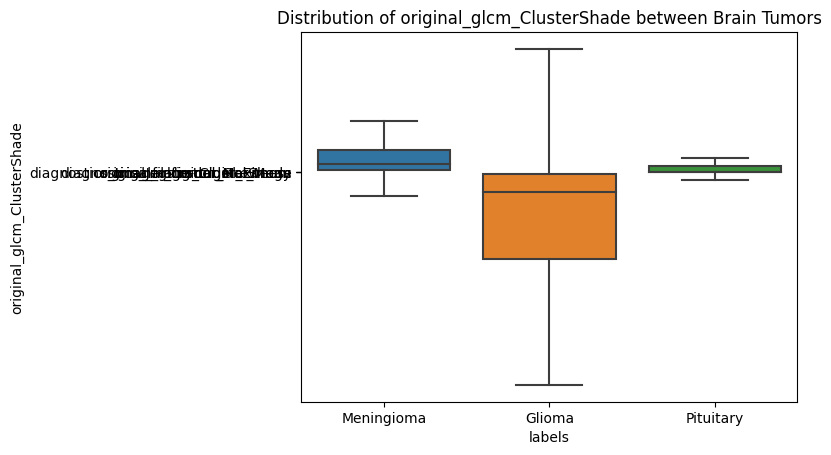 Distribution of original_glcm_ClusterShade between Brain Tumors
original_glcm_ClusterShade
Meningioma
Glioma
Pituitary
labels